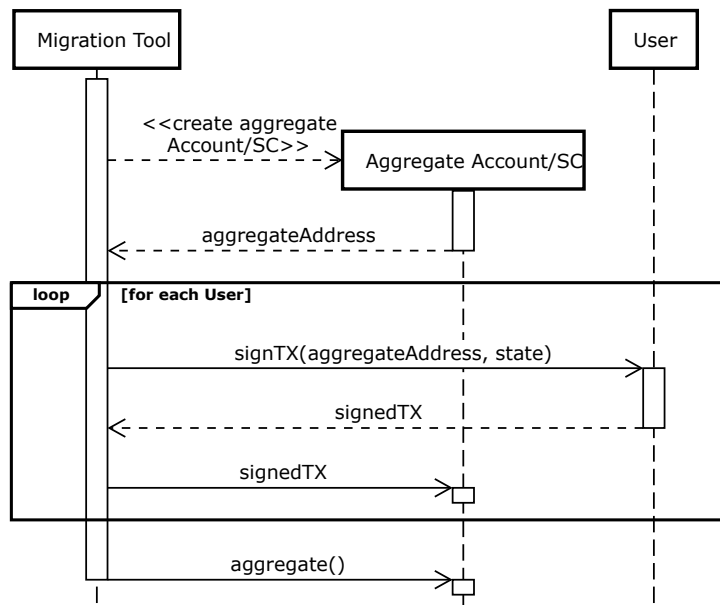 Migration Tool
User
<<create aggregate
Account/SC>>
Aggregate Account/SC
aggregateAddress
loop
[for each User]
signTX(aggregateAddress, state)
signedTX
signedTX
aggregate()